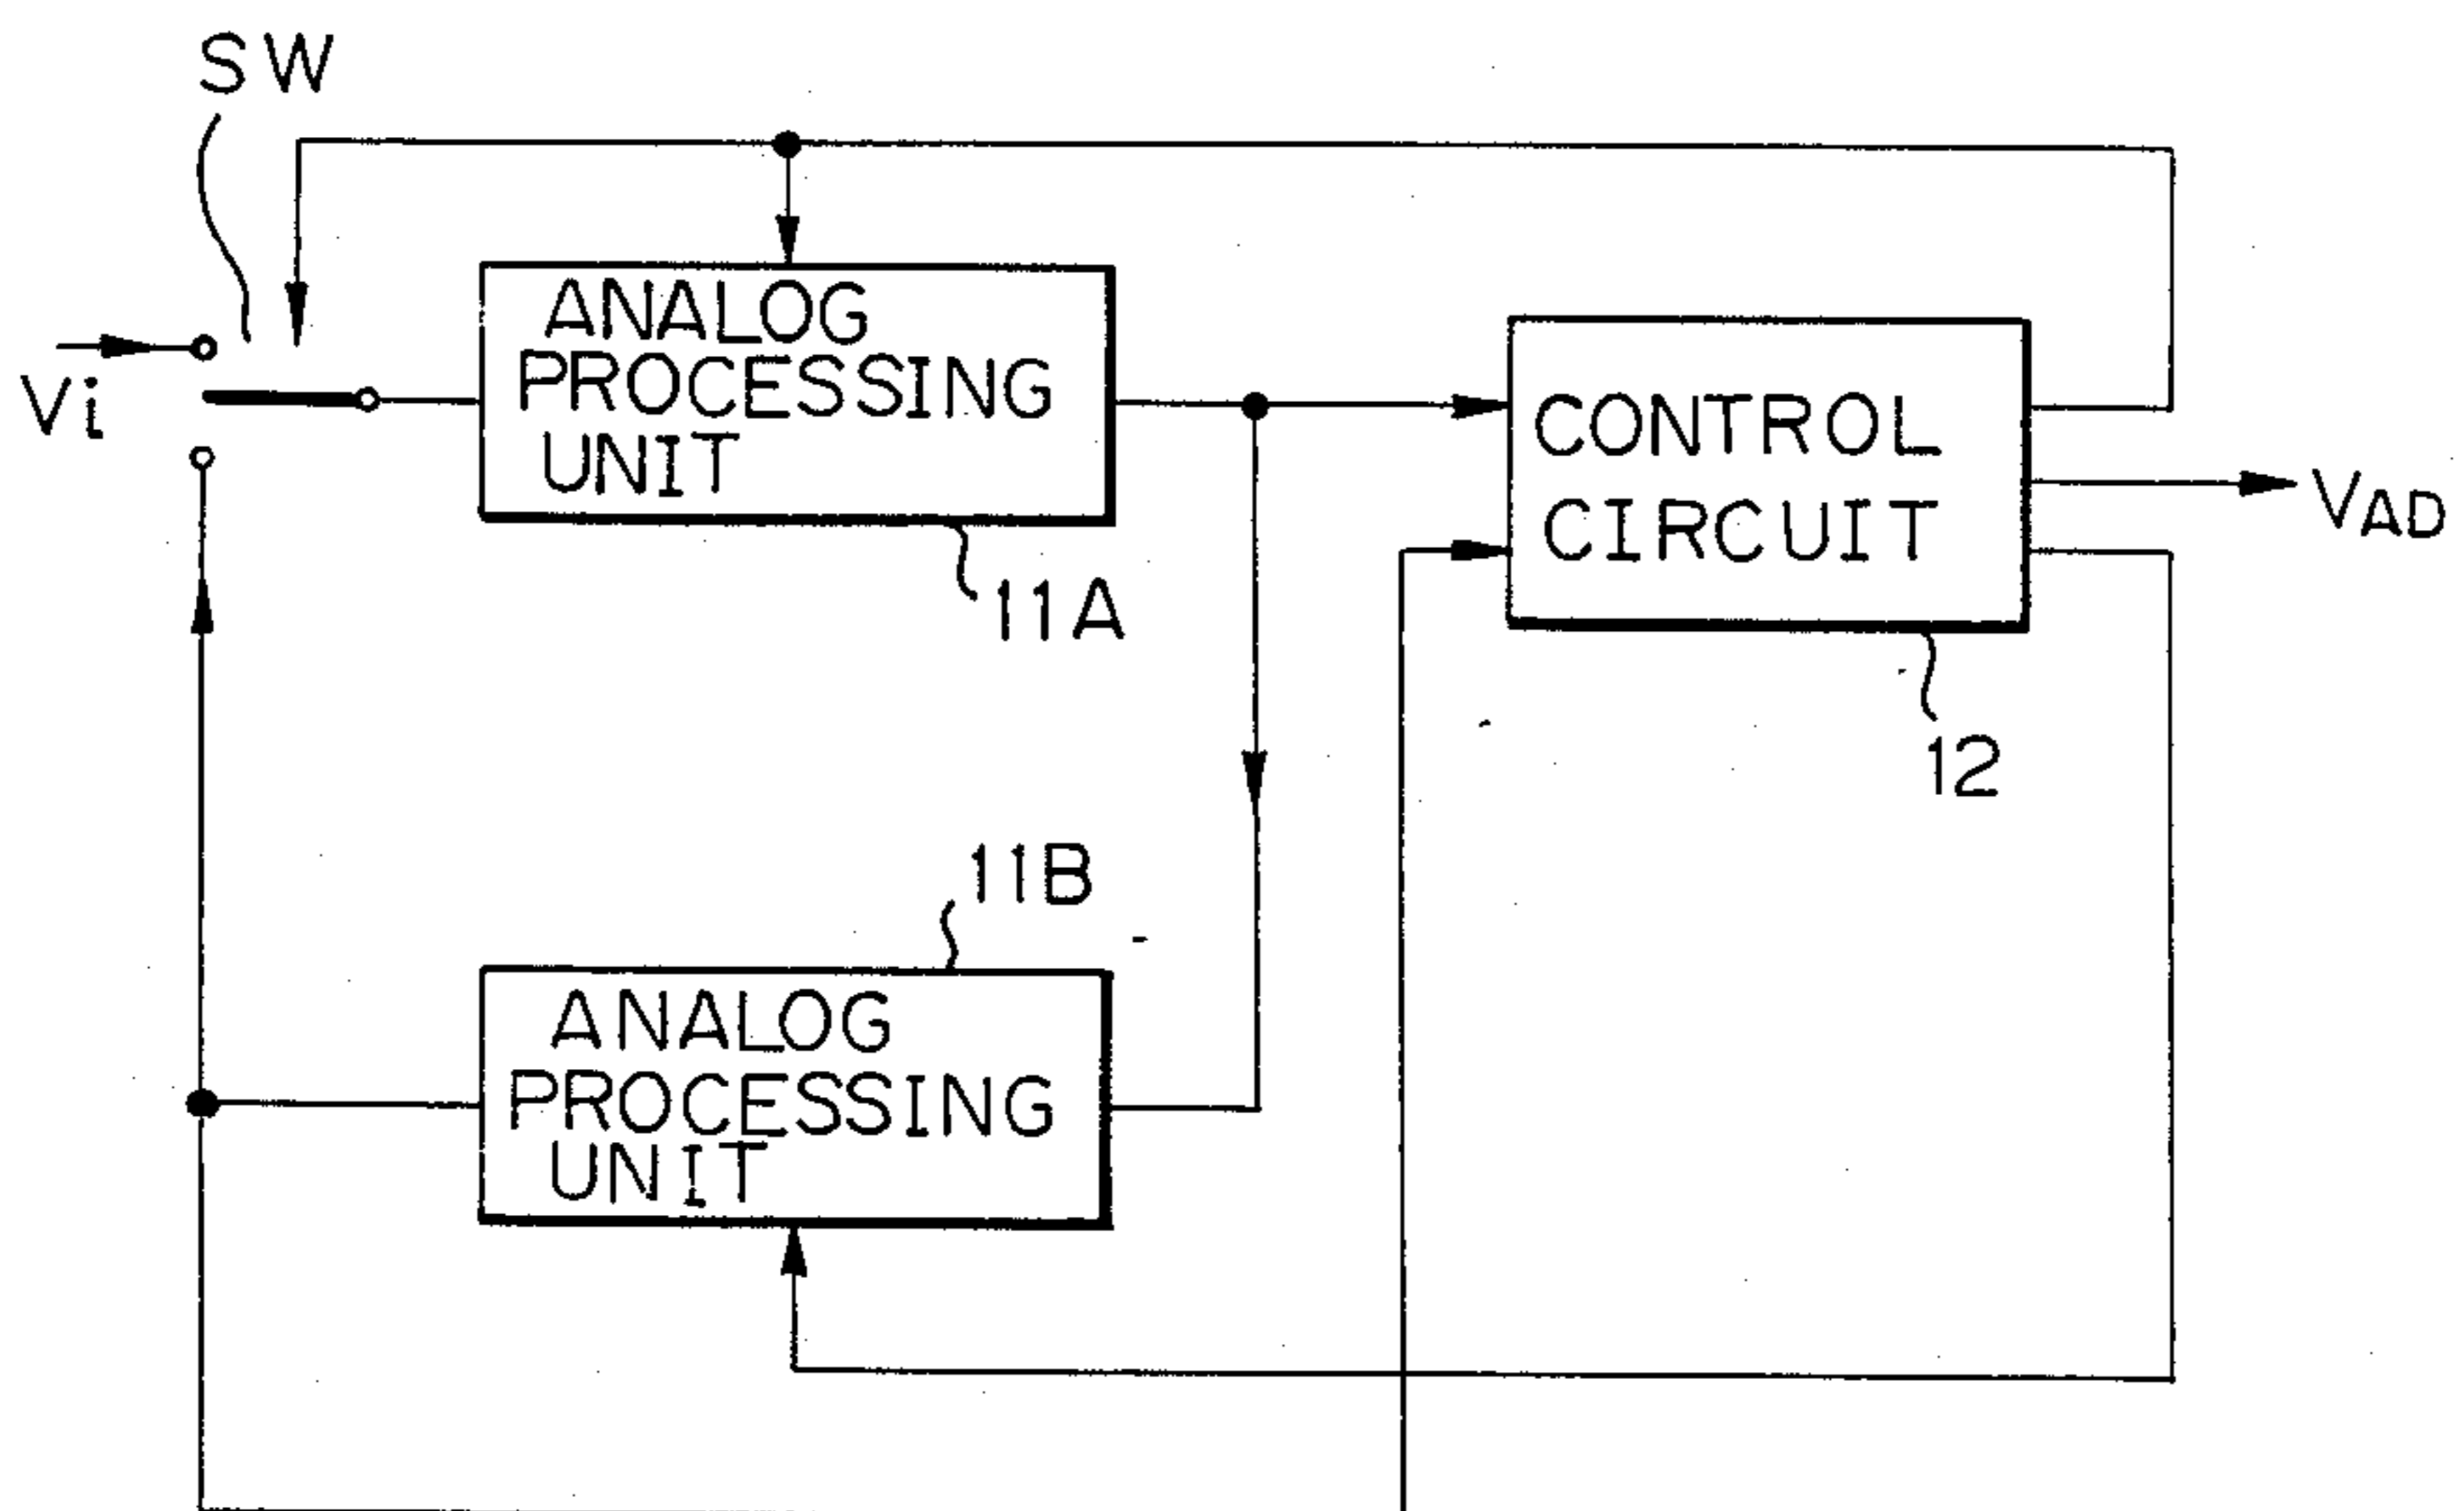 SW
Vi
ANALOG
PROCESSING
UNIT
11A
CONTROL
CIRCUIT
12
VAD
11B
ANALOG
PROCESSING
UNIT